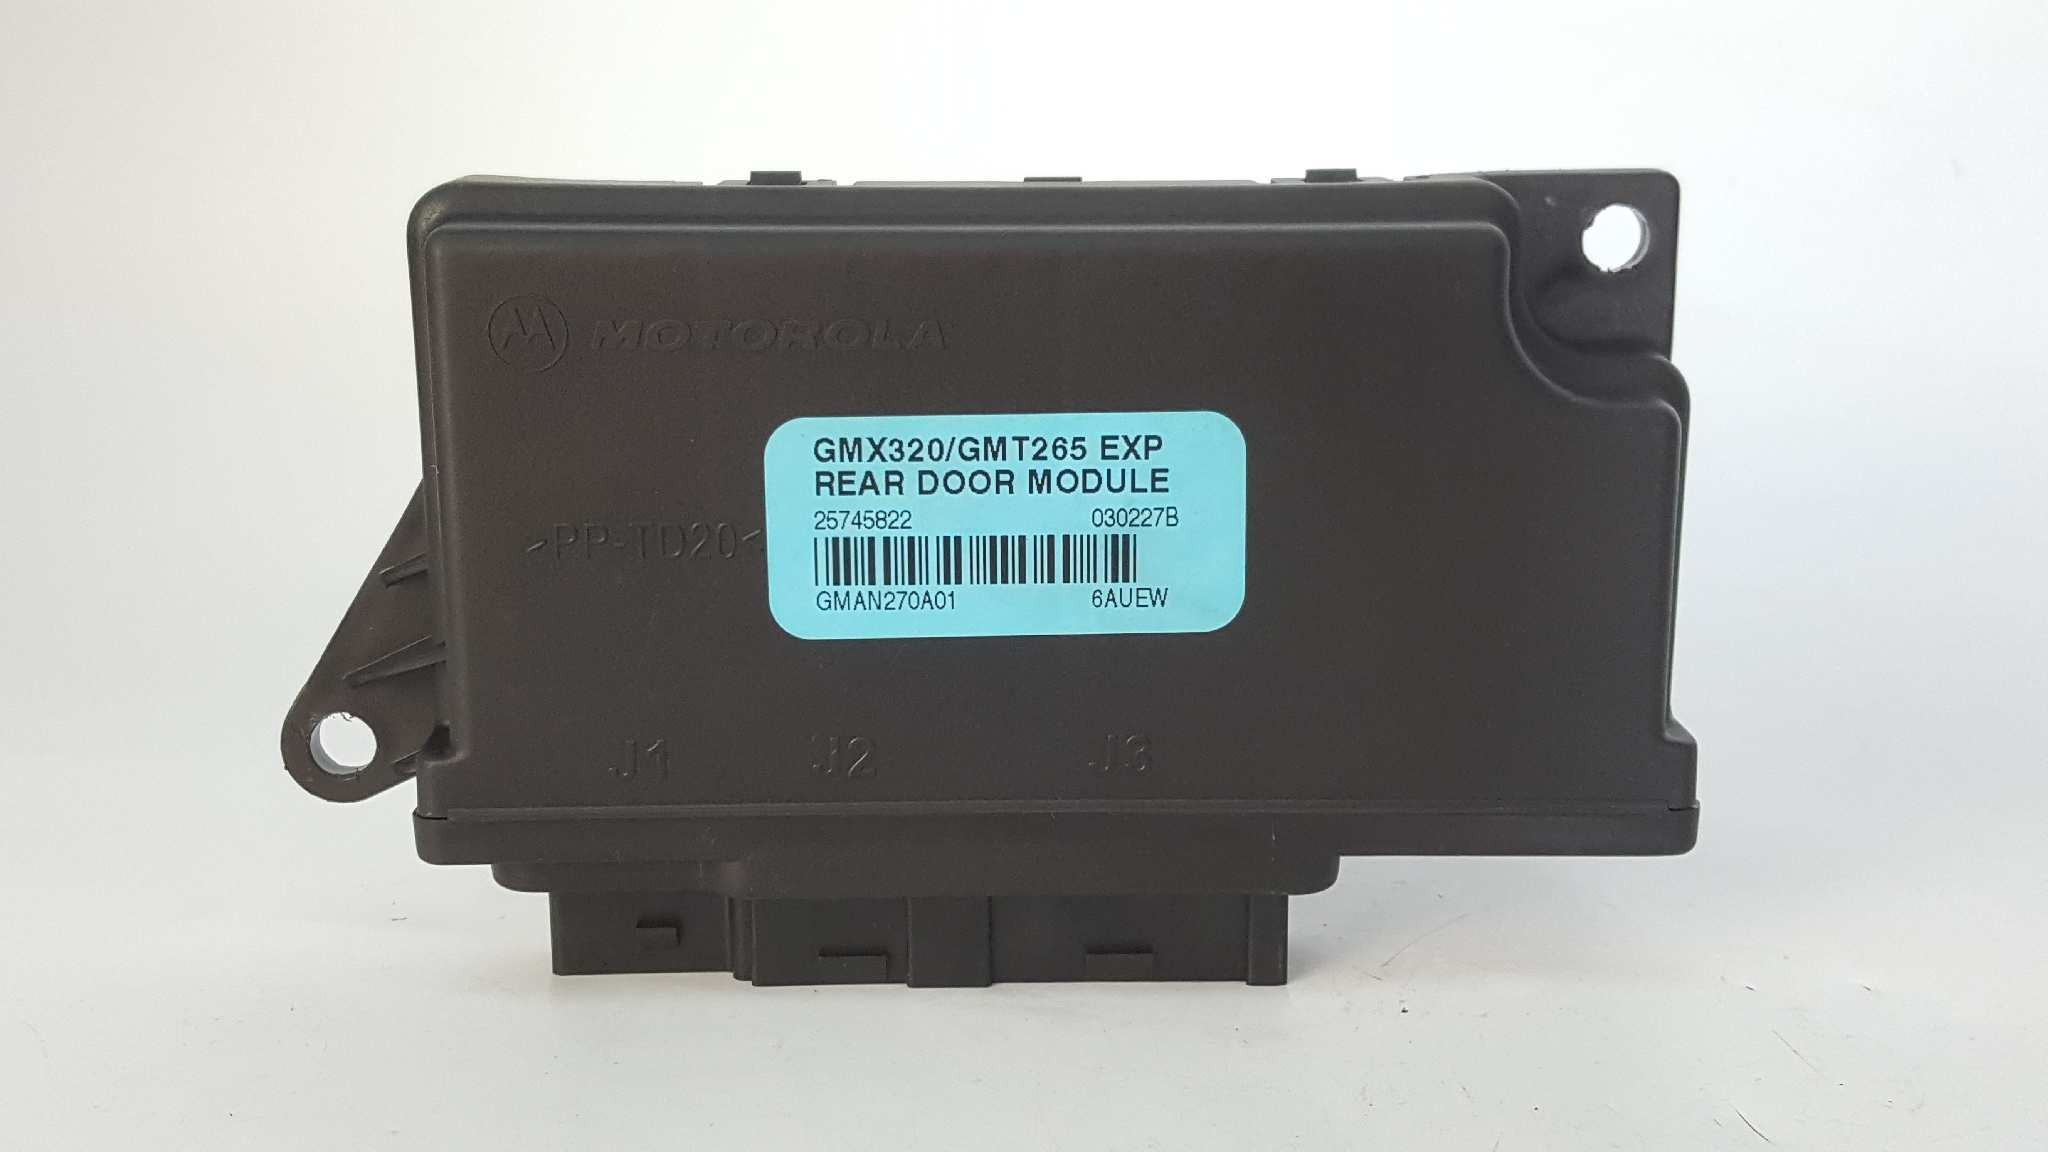 MOTOROLA
GMX320/GMT265 EXP
REAR DOOR MODULE
25745822 030227B
GMAN270A01 6AUEW
<PP-TD20<
J1 J2 J3